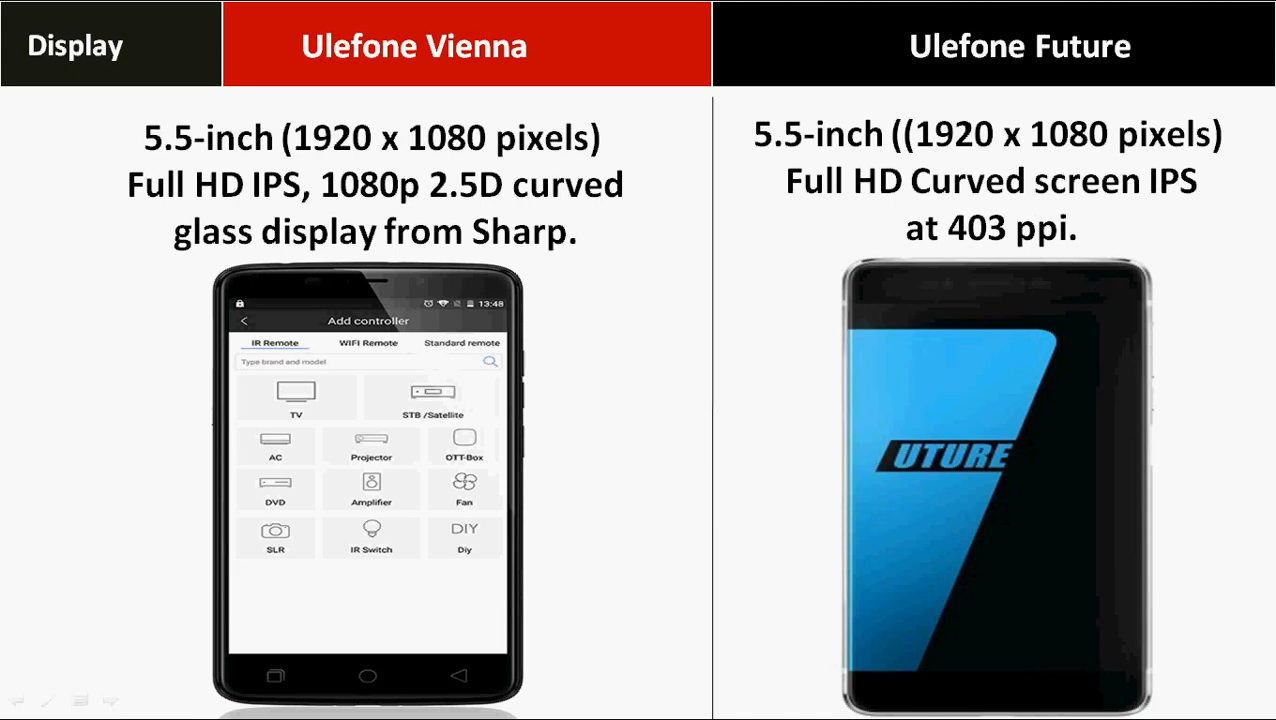 Display
Ulefone Vienna
Ulefone Future
5.5-inch (1920 x 1080 pixels)
Full HD IPS, 1080p 2.5D curved
glass display from Sharp.
5.5-inch ((1920 x 1080 pixels)
Full HD Curved screen IPS
at 403 ppi.
13:48
< Add controller
IR Remote WIFI Remote Standard remote
Type brand and model
TV STB /Satellite
AC Projector OTT-Box
DVD Amplifier Fan
DIY
SLR IR Switch Diy
UTURE